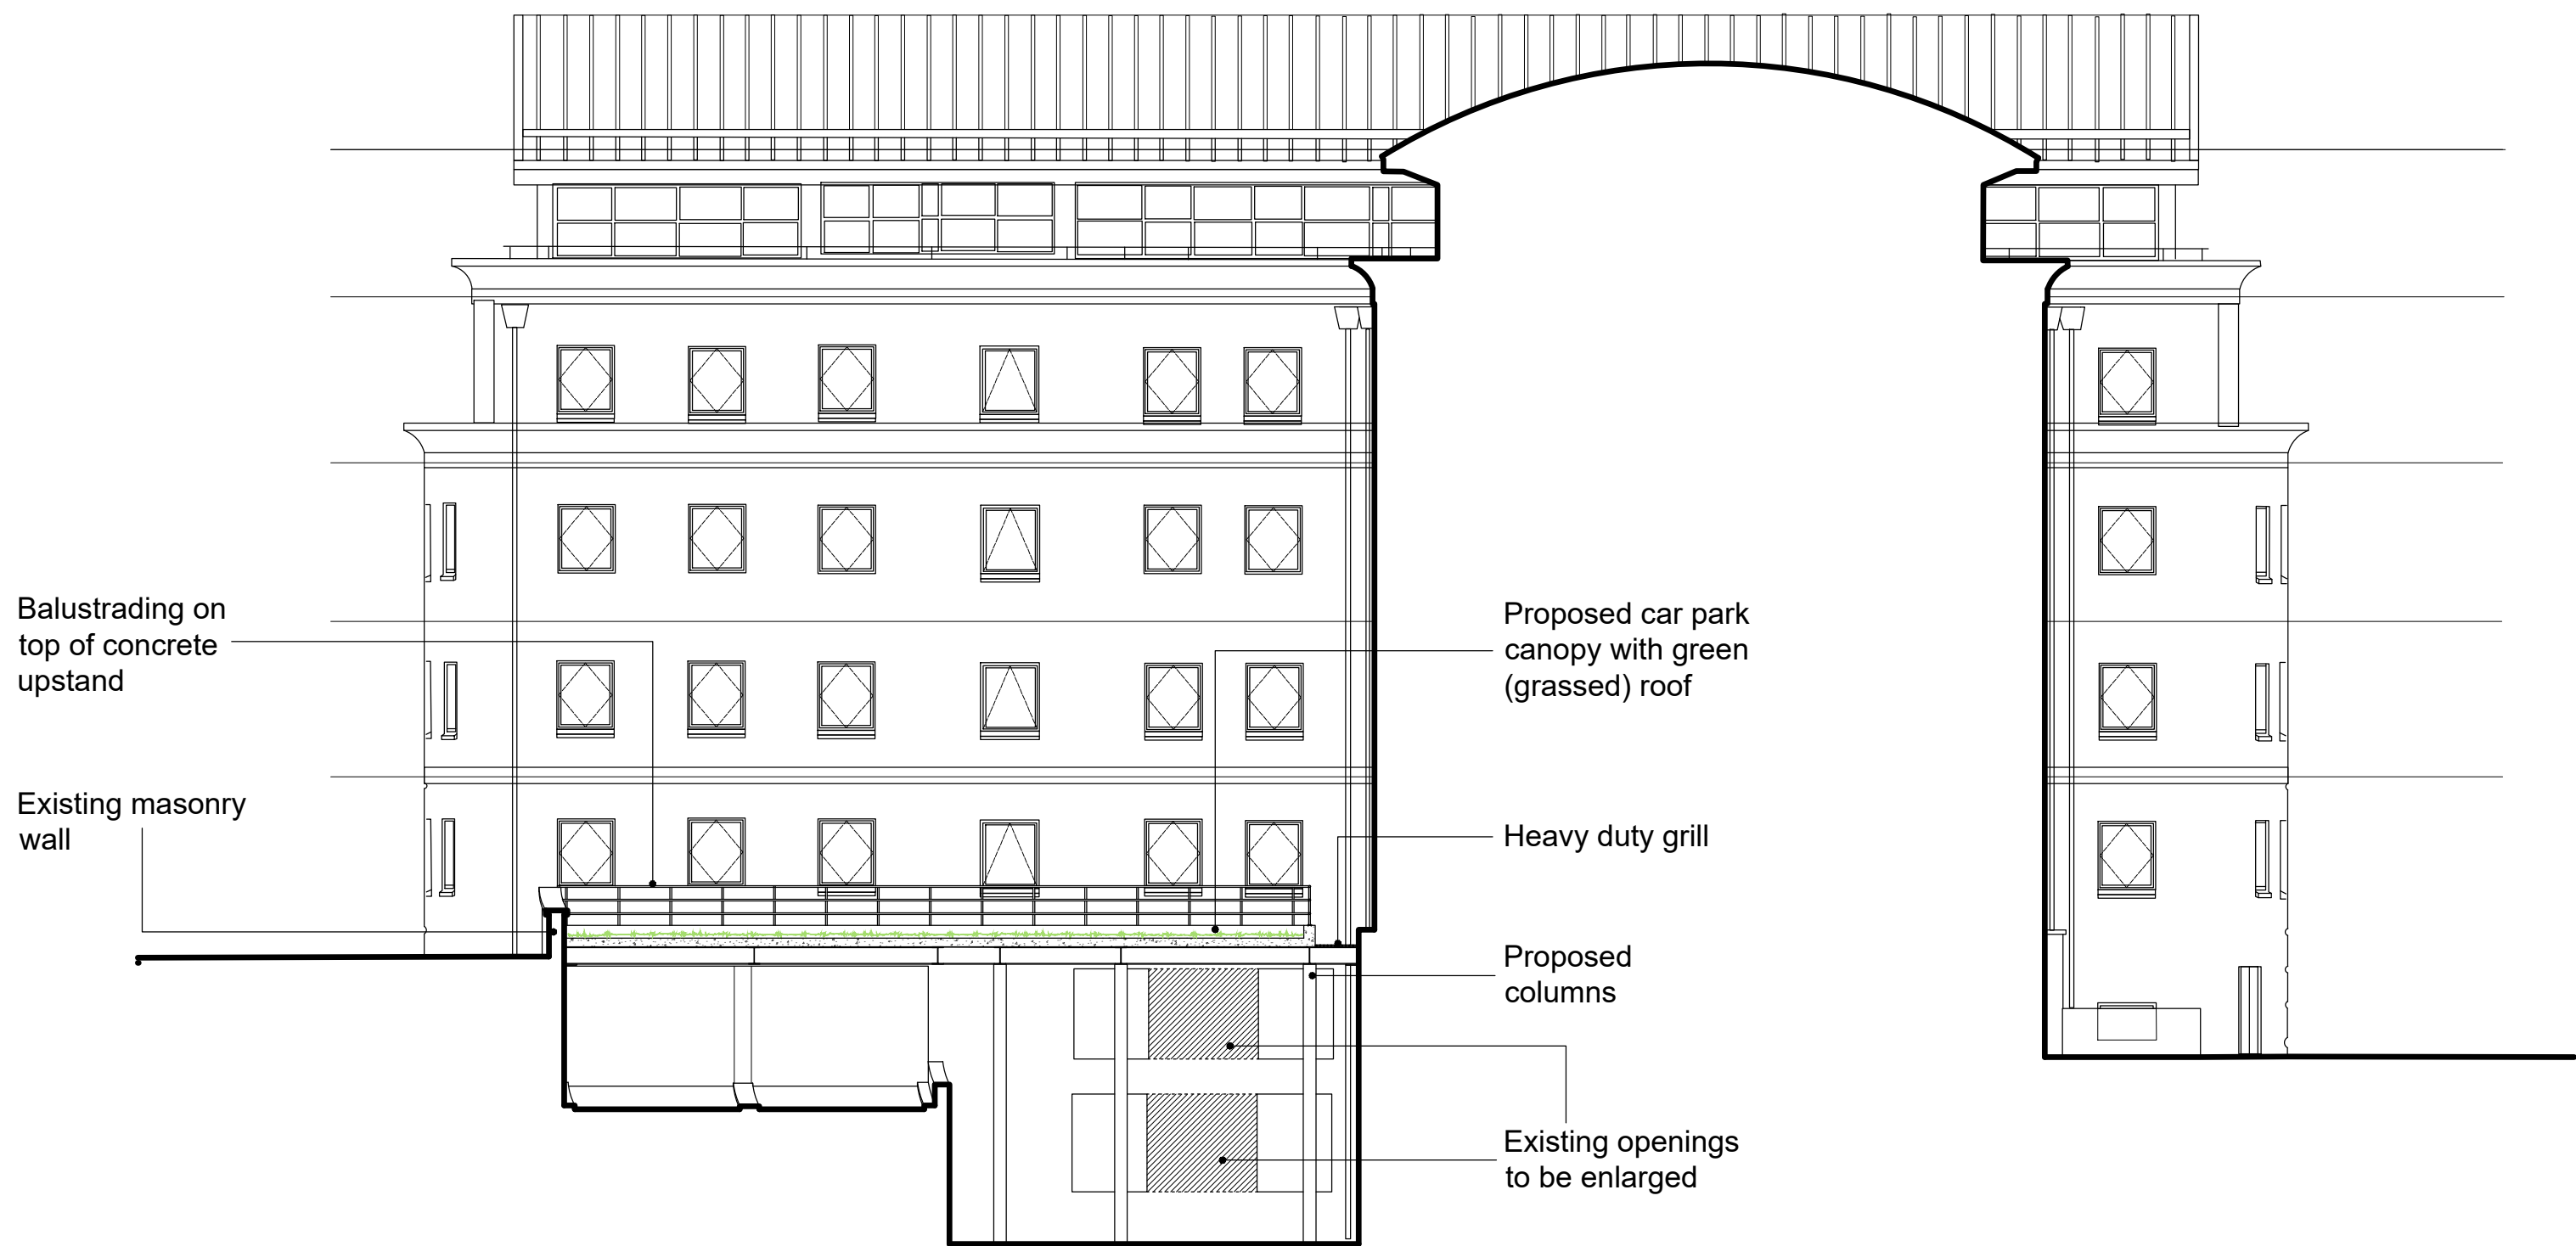 Balustrading on
top of concrete
upstand
Existing masonry
wall
Proposed car park
canopy with green
(grassed) roof
Heavy duty grill
Proposed
columns
Existing openings
to be enlarged